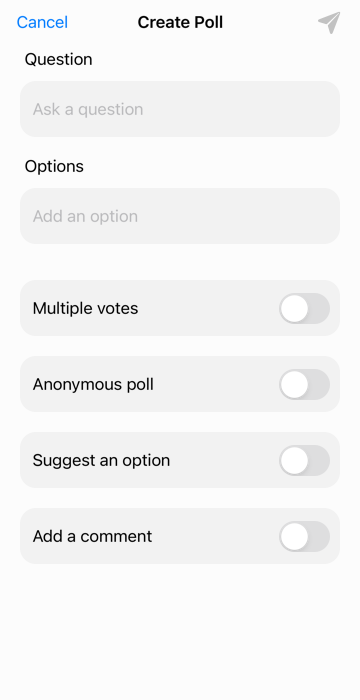 Cancel Create Poll
Question
Ask a question
Options
Add an option
Multiple votes
Anonymous poll
Suggest an option
Add a comment